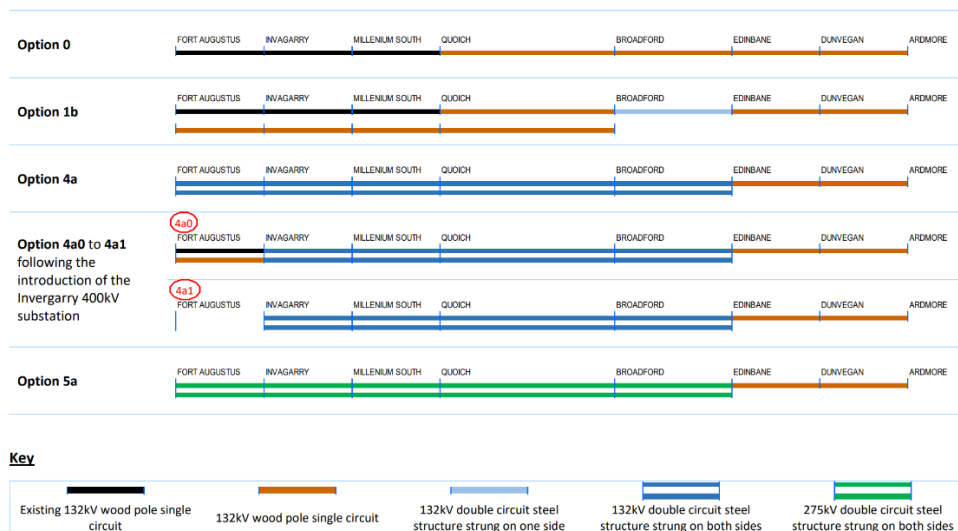 FORT AUGUSTUS INVAGARRY MILLENIUM SOUTH QUOICH BROADFORD EDINBANE DUNVEGAN ARDMORE
Option 0
FORT AUGUSTUS INVAGARRY MILLENIUM SOUTH QUOICH BROADFORD EDINBANE DUNVEGAN ARDMORE
Option 1b
FORT AUGUSTUS INVAGARRY MILLENIUM SOUTH QUOICH BROADFORD EDINBANE DUNVEGAN ARDMORE
Option 4a
4a0
FORT AUGUSTUS INVAGARRY MILLENIUM SOUTH QUOICH BROADFORD EDINBANE DUNVEGAN ARDMORE
Option 4a0 to 4a1
following the
introduction of the
Invergarry 400kV
substation
4a1
FORT AUGUSTUS INVAGARRY MILLENIUM SOUTH QUOICH BROADFORD EDINBANE DUNVEGAN ARDMORE
FORT AUGUSTUS INVAGARRY MILLENIUM SOUTH QUOICH BROADFORD EDINBANE DUNVEGAN ARDMORE
Option 5a
Key
Existing 132kV wood pole single
circuit
132kV wood pole single circuit
132kV double circuit steel
structure strung on one side
132kV double circuit steel
structure strung on both sides
275kV double circuit steel
structure strung on both sides